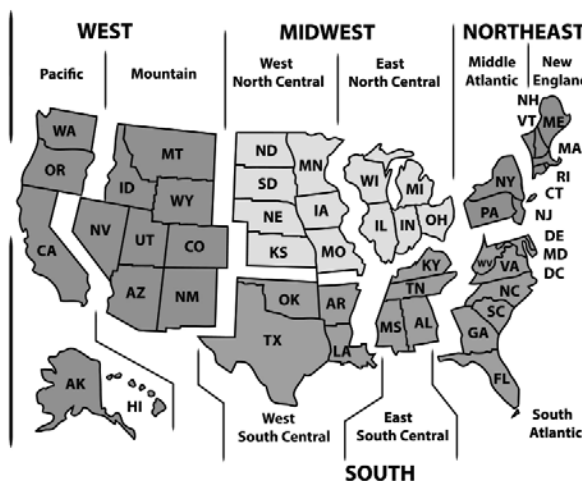 WEST
MIDWEST
NORTHEAST
Pacific
Mountain
West
North Central
East
North Central
Middle
Atlantic
New
England
WA
OR
CA
NV
ID
MT
WY
UT
CO
AZ
NM
AK
HI
ND
SD
NE
KS
MN
IA
MO
WI
MI
IL
IN
OH
NH
VT
ME
MA
RI
CT
NY
PA
NJ
DE
MD
DC
WV
VA
NC
SC
GA
FL
KY
TN
MS
AL
OK
TX
AR
LA
West
South Central
East
South Central
South
Atlantic
SOUTH